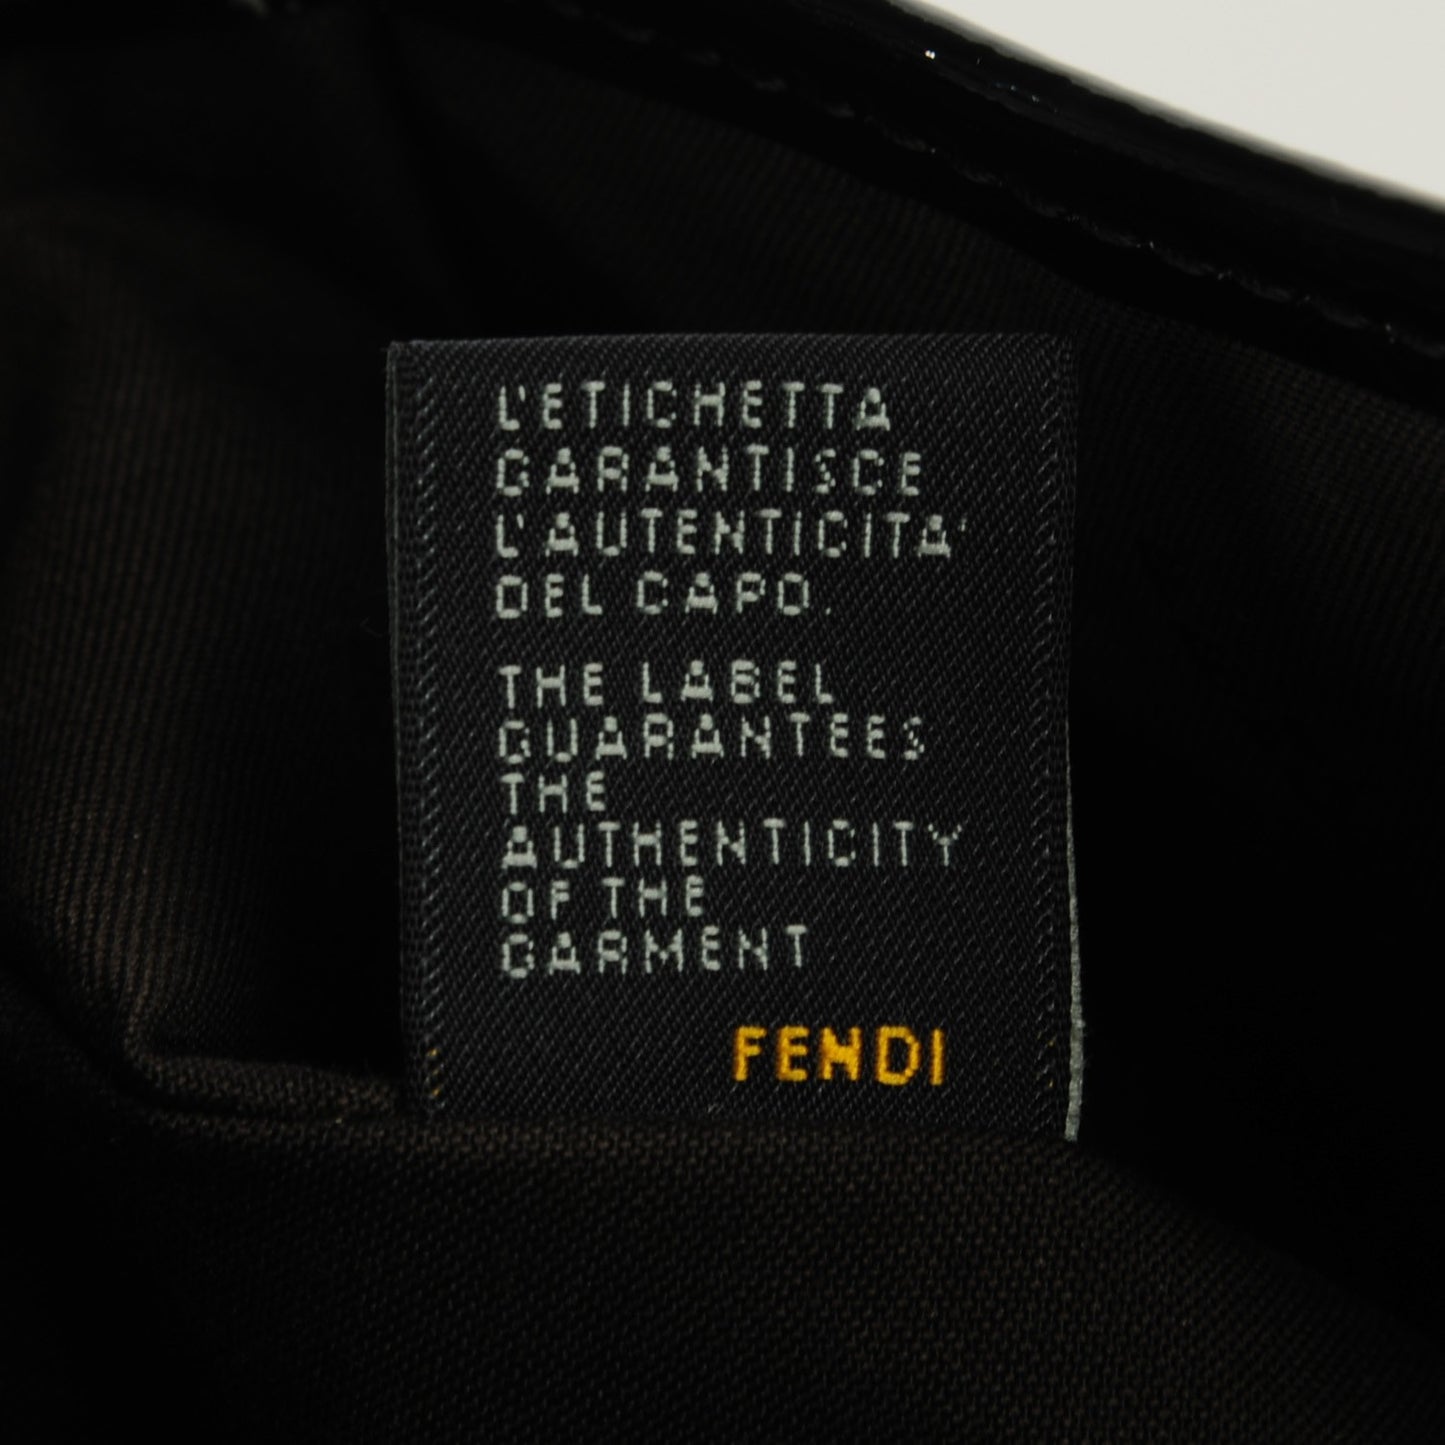 L'ETICHETTA
GARANTISCE
L'AUTENTICITA'
DEL CAPO.
THE LABEL
GUARANTEES
THE
AUTHENTICITY
OF THE
GARMENT
FENDI